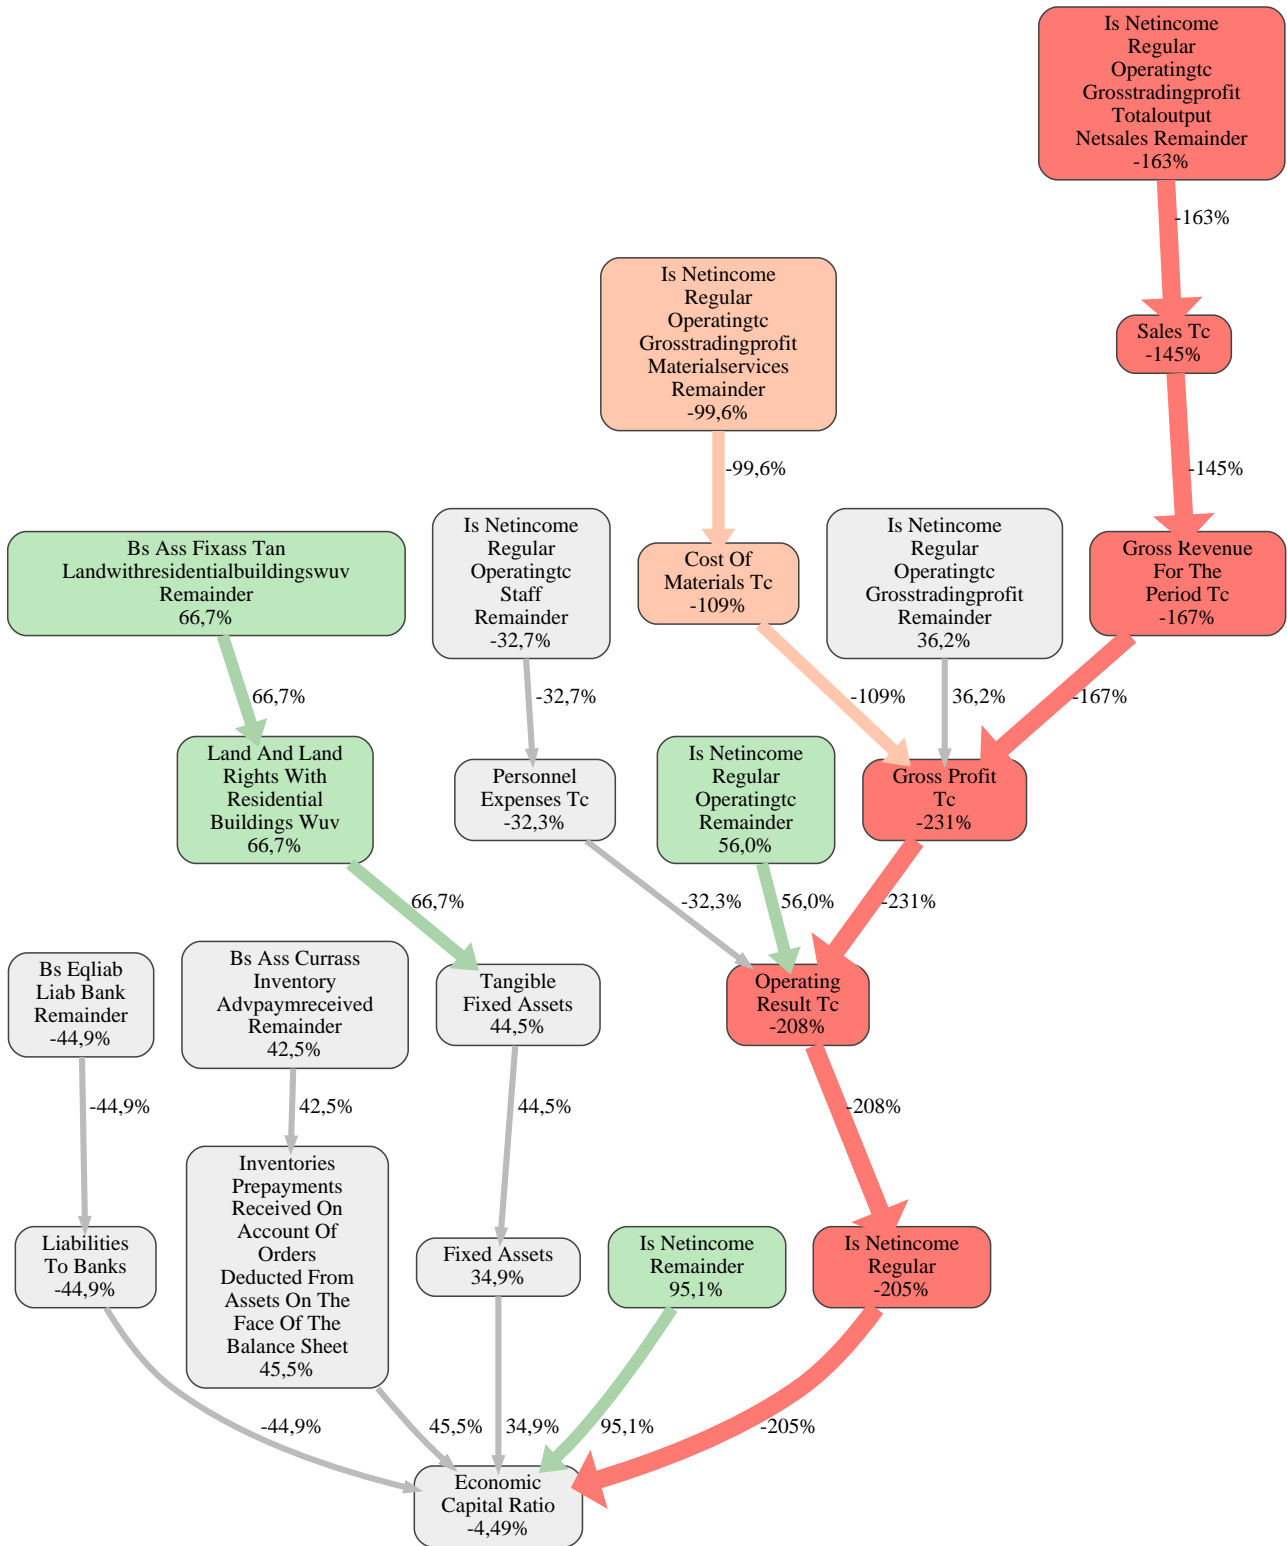 Is Netincome
Regular
Operatingtc
Grosstradingprofit
Totaloutput
Netsales Remainder
-163%
-163%
Sales Tc
-145%
-145%
Is Netincome
Regular
Operatingtc
Grosstradingprofit
Materialservices
Remainder
-99,6%
-99,6%
Bs Ass Fixass Tan
Landwithresidentialbuildingswuv
Remainder
66,7%
66,7%
Is Netincome
Regular
Operatingtc
Staff
Remainder
-32,7%
-32,7%
Cost Of
Materials Tc
-109%
-109%
Is Netincome
Regular
Operatingtc
Grosstradingprofit
Remainder
36,2%
36,2%
Gross Revenue
For The
Period Tc
-167%
-167%
Land And Land
Rights With
Residential
Buildings Wuv
66,7%
66,7%
Personnel
Expenses Tc
-32,3%
-32,3%
Is Netincome
Regular
Operatingtc
Remainder
56,0%
56,0%
Gross Profit
Tc
-231%
-231%
Bs Eqliab
Liab Bank
Remainder
-44,9%
-44,9%
Bs Ass Currass
Inventory
Advpaymreceived
Remainder
42,5%
42,5%
Tangible
Fixed Assets
44,5%
44,5%
Operating
Result Tc
-208%
-208%
Liabilities
To Banks
-44,9%
-44,9%
Inventories
Prepayments
Received On
Account Of
Orders
Deducted From
Assets On The
Face Of The
Balance Sheet
45,5%
45,5%
Fixed Assets
34,9%
34,9%
Is Netincome
Remainder
95,1%
95,1%
Is Netincome
Regular
-205%
-205%
Economic
Capital Ratio
-4,49%